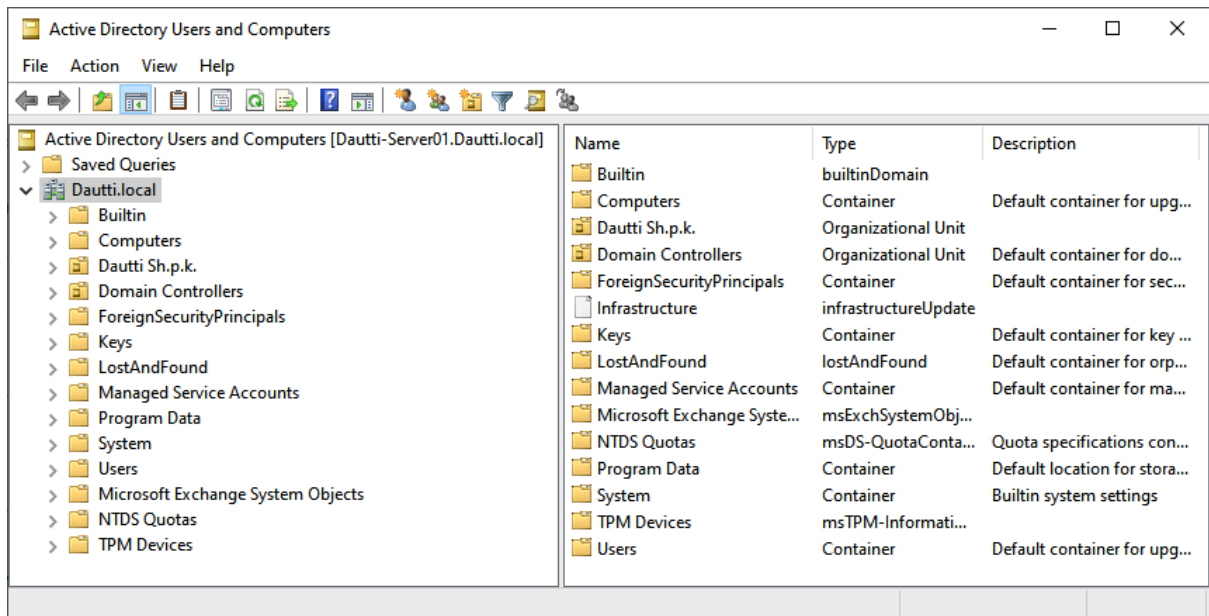 Active Directory Users and Computers
File Action View Help
Active Directory Users and Computers [Dautti-Server01.Dautti.local]
Saved Queries
Dautti.local
Builtin
Computers
Dautti Sh.p.k.
Domain Controllers
ForeignSecurityPrincipals
Keys
LostAndFound
Managed Service Accounts
Program Data
System
Users
Microsoft Exchange System Objects
NTDS Quotas
TPM Devices
Name Type Description
Builtin builtinDomain
Computers Container Default container for upg...
Dautti Sh.p.k. Organizational Unit
Domain Controllers Organizational Unit Default container for do...
ForeignSecurityPrincipals Container Default container for sec...
Infrastructure infrastructureUpdate
Keys Container Default container for key ...
LostAndFound lostAndFound Default container for orp...
Managed Service Accounts Container Default container for ma...
Microsoft Exchange Syste... msExchSystemObj...
NTDS Quotas msDS-QuotaConta... Quota specifications con...
Program Data Container Default location for stora...
System Container Builtin system settings
TPM Devices msTPM-Informati...
Users Container Default container for upg...